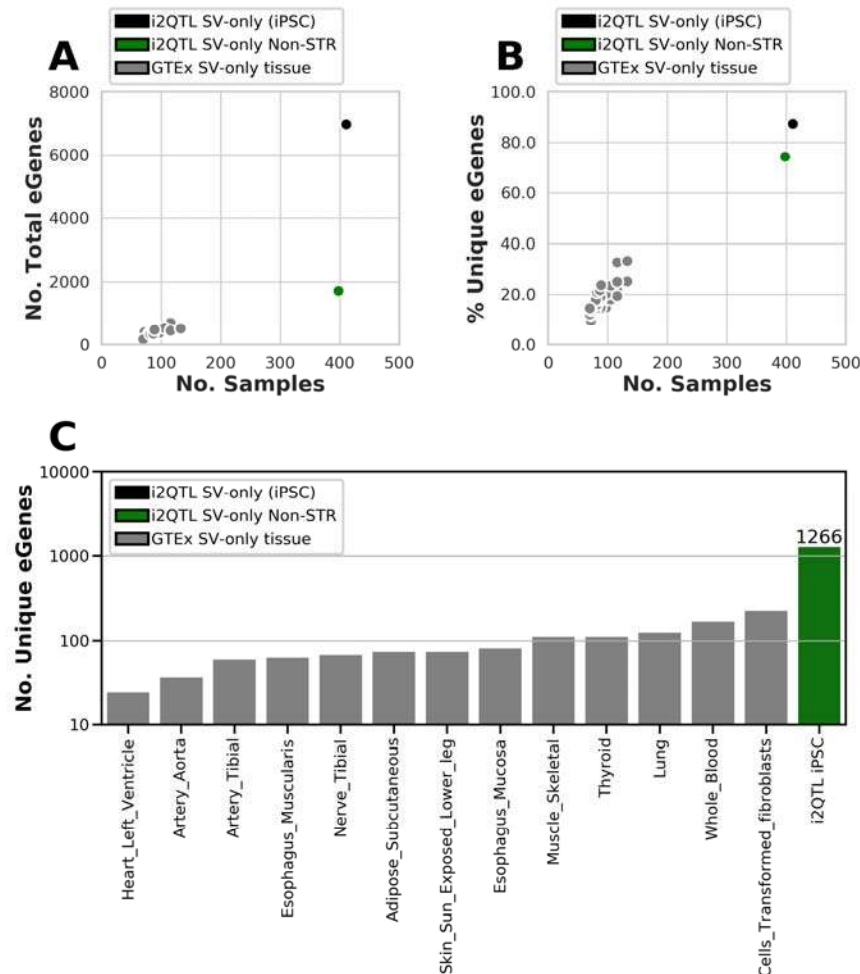 A
i2QTL SV-only (iPSC)
i2QTL SV-only Non-STR
GTEx SV-only tissue
No. Total eGenes
8000
6000
4000
2000
0
0 100 200 300 400 500
No. Samples
B
i2QTL SV-only (iPSC)
i2QTL SV-only Non-STR
GTEx SV-only tissue
% Unique eGenes
100.0
80.0
60.0
40.0
20.0
0.0
0 100 200 300 400 500
No. Samples
C
i2QTL SV-only (iPSC)
i2QTL SV-only Non-STR
GTEx SV-only tissue
No. Unique eGenes
10000
1000
100
10
1266
Heart_Left_Ventricle
Artery_Aorta
Artery_Tibial
Esophagus_Muscularis
Nerve_Tibial
Adipose_Subcutaneous
Skin_Sun_Exposed_Lower_leg
Esophagus_Mucosa
Muscle_Skeletal
Thyroid
Lung
Whole_Blood
Cells_Transformed_fibroblasts
i2QTL iPSC